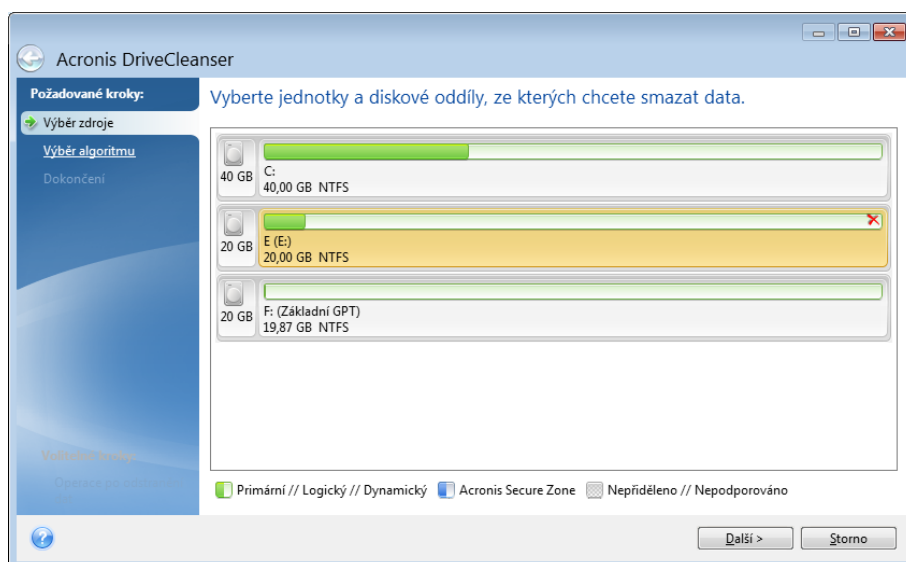 Acronis DriveCleanser
Požadované kroky:
Výběr zdroje
Výběr algoritmu
Dokončení
Vyberte jednotky a diskové oddíly, ze kterých chcete smazat data.
40 GB
C:
40,00 GB NTFS
20 GB
E (E:)
20,00 GB NTFS
20 GB
F: (Základní GPT)
19,87 GB NTFS
Volitelné kroky:
Primární // Logický // Dynamický
Acronis Secure Zone
Nepřiděleno // Nepodporováno
Další >
Storno